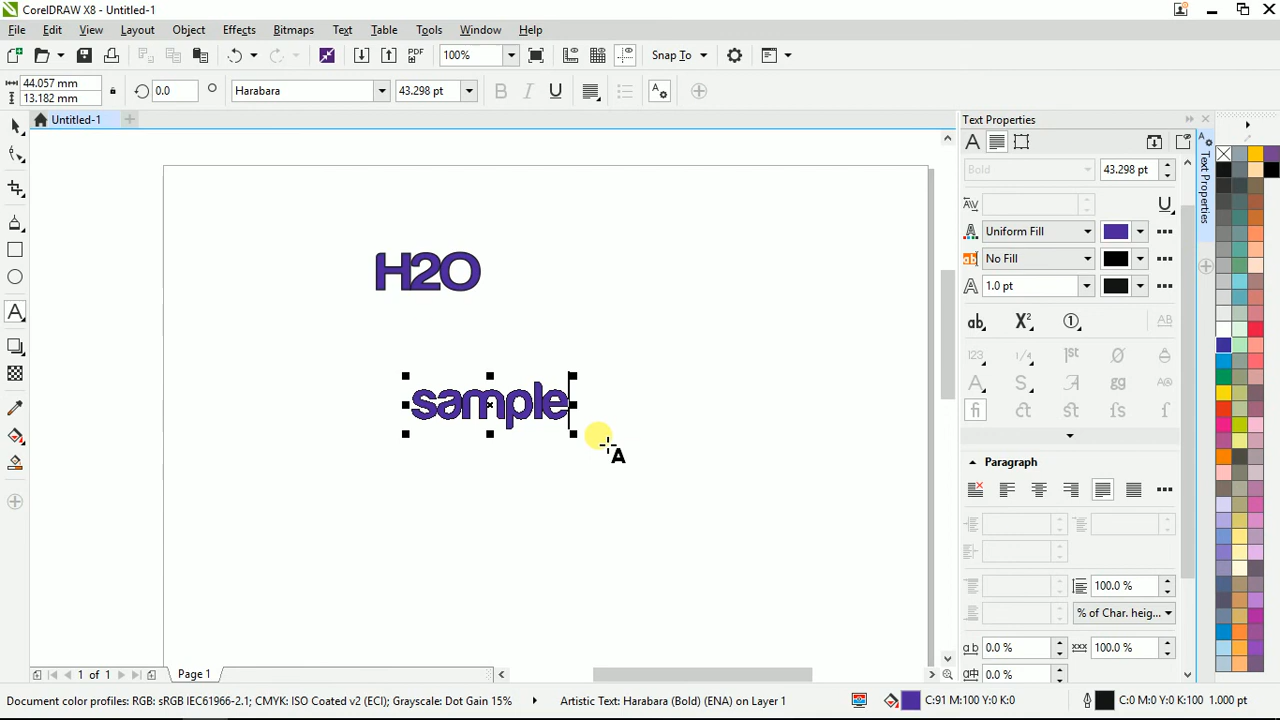 CorelDRAW X8 - Untitled-1
File Edit View Layout Object Effects Bitmaps Text Table Tools Window Help
PDF 100% Snap To
44.057 mm
13.182 mm
0.0 Harabara 43.298 pt B I U
Untitled-1
Text Properties
Bold 43.298 pt
Uniform Fill
No Fill
1.0 pt
Text Properties
H2O
sample
A
Paragraph
100.0 %
% of Char. heig...
0.0 % 100.0 %
0.0 %
1 of 1 Page 1
Document color profiles: RGB: sRGB IEC61966-2.1; CMYK: ISO Coated v2 (ECI); Grayscale: Dot Gain 15% Artistic Text: Harabara (Bold) (ENA) on Layer 1 C:91 M:100 Y:0 K:0 C:0 M:0 Y:0 K:100 1.000 pt